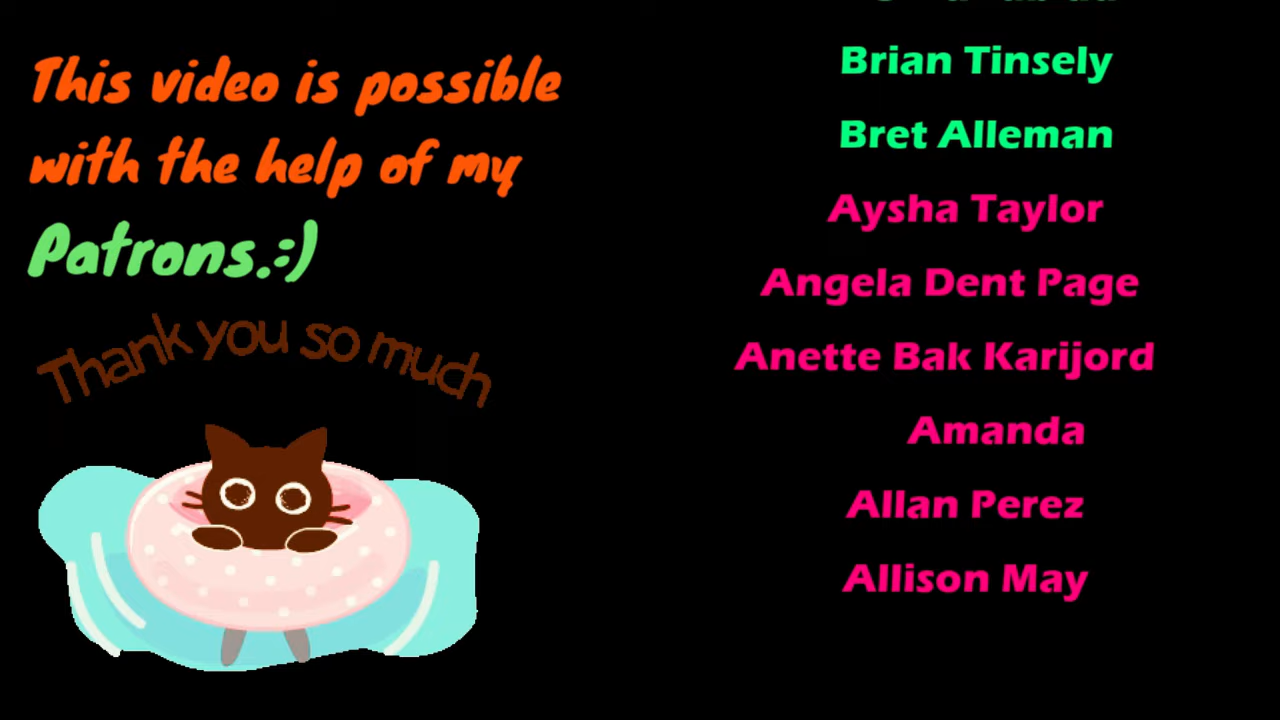 This video is possible
with the help of my
Patrons.:)
Thank you so much
Brian Tinsely
Bret Alleman
Aysha Taylor
Angela Dent Page
Anette Bak Karijord
Amanda
Allan Perez
Allison May